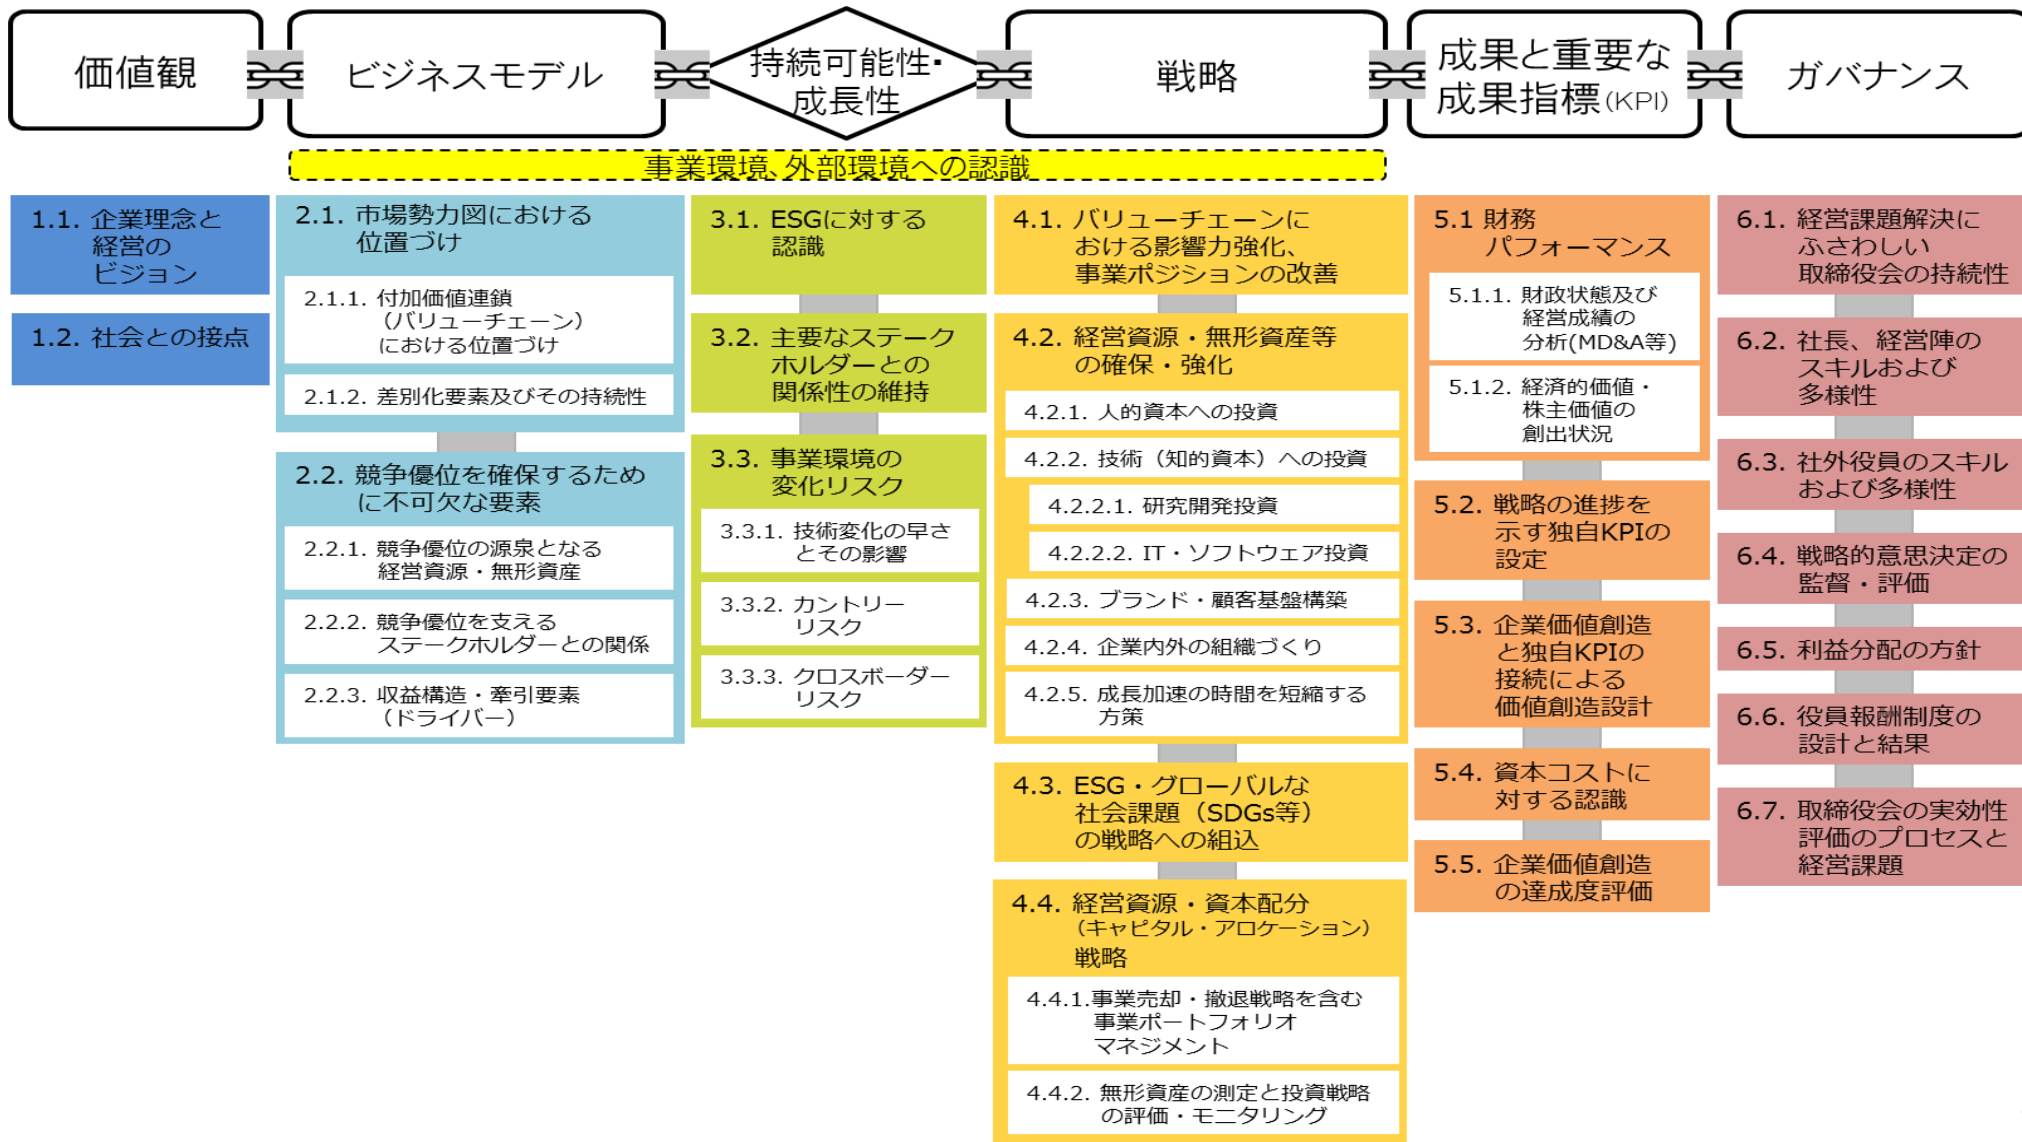 価値観
ビジネスモデル
持続可能性・
成長性
戦略
成果と重要な
成果指標(KPI)
ガバナンス
事業環境、外部環境への認識
1.1. 企業理念と
経営の
ビジョン
1.2. 社会との接点
2.1. 市場勢力図における
位置づけ
2.1.1. 付加価値連鎖
（バリューチェーン）
における位置づけ
2.1.2. 差別化要素及びその持続性
2.2. 競争優位を確保するため
に不可欠な要素
2.2.1. 競争優位の源泉となる
経営資源・無形資産
2.2.2. 競争優位を支える
ステークホルダーとの関係
2.2.3. 収益構造・牽引要素
（ドライバー）
3.1. ESGに対する
認識
3.2. 主要なステーク
ホルダーとの
関係性の維持
3.3. 事業環境の
変化リスク
3.3.1. 技術変化の早さ
とその影響
3.3.2. カントリー
リスク
3.3.3. クロスボーダー
リスク
4.1. バリューチェーンに
おける影響力強化、
事業ポジションの改善
4.2. 経営資源・無形資産等
の確保・強化
4.2.1. 人的資本への投資
4.2.2. 技術（知的資本）への投資
4.2.2.1. 研究開発投資
4.2.2.2. IT・ソフトウェア投資
4.2.3. ブランド・顧客基盤構築
4.2.4. 企業内外の組織づくり
4.2.5. 成長加速の時間を短縮する
方策
4.3. ESG・グローバルな
社会課題（SDGs等）
の戦略への組込
4.4. 経営資源・資本配分
（キャピタル・アロケーション）
戦略
4.4.1.事業売却・撤退戦略を含む
事業ポートフォリオ
マネジメント
4.4.2. 無形資産の測定と投資戦略
の評価・モニタリング
5.1 財務
パフォーマンス
5.1.1. 財政状態及び
経営成績の
分析(MD&A等)
5.1.2. 経済的価値・
株主価値の
創出状況
5.2. 戦略の進捗を
示す独自KPIの
設定
5.3. 企業価値創造
と独自KPIの
接続による
価値創造設計
5.4. 資本コストに
対する認識
5.5. 企業価値創造
の達成度評価
6.1. 経営課題解決に
ふさわしい
取締役会の持続性
6.2. 社長、経営陣の
スキルおよび
多様性
6.3. 社外役員のスキル
および多様性
6.4. 戦略的意思決定の
監督・評価
6.5. 利益分配の方針
6.6. 役員報酬制度の
設計と結果
6.7. 取締役会の実効性
評価のプロセスと
経営課題